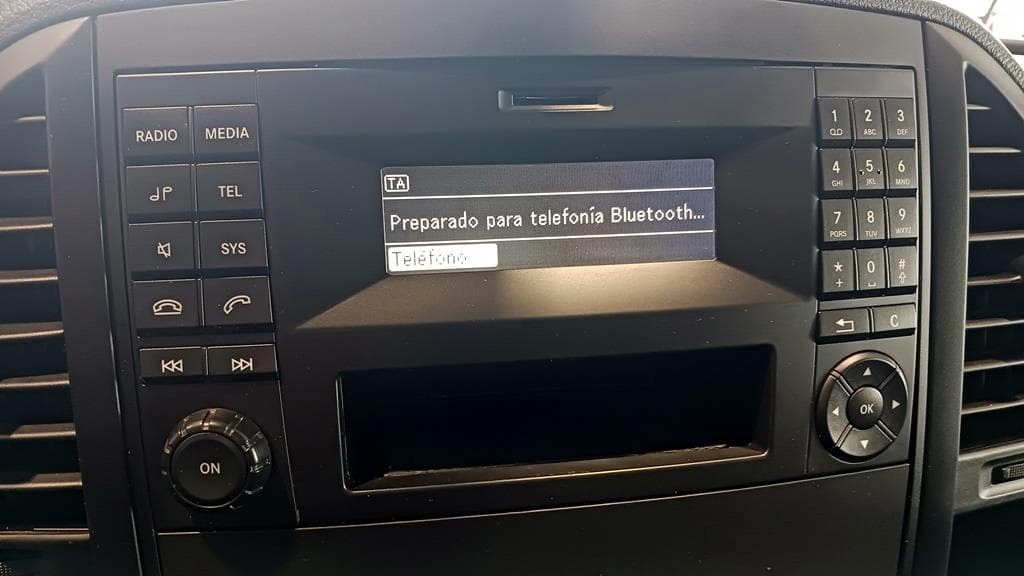 RADIO MEDIA
TEL
SYS
ON
TA
Preparado para telefonía Bluetooth...
Teléfono
1 2 ABC 3 DEF
4 GHI 5 JKL 6 MNO
7 PQRS 8 TUV 9 WXYZ
* + 0 #
C
OK